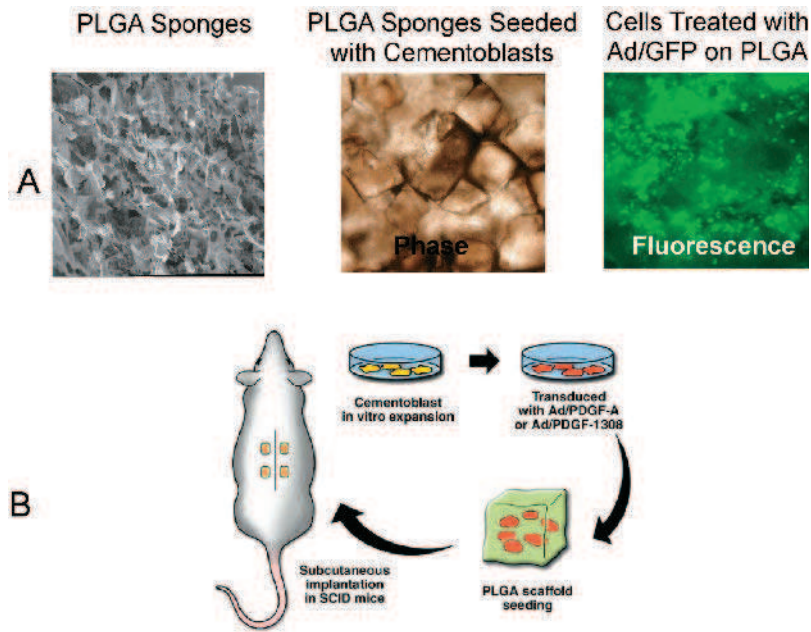 PLGA Sponges
PLGA Sponges Seeded
with Cementoblasts
Cells Treated with
Ad/GFP on PLGA
A
Phase
Fluorescence
B
Cementoblast
in vitro expansion
Transduced
with Ad/PDGF-A
or Ad/PDGF-1308
Subcutaneous
implantation
in SCID mice
PLGA scaffold
seeding